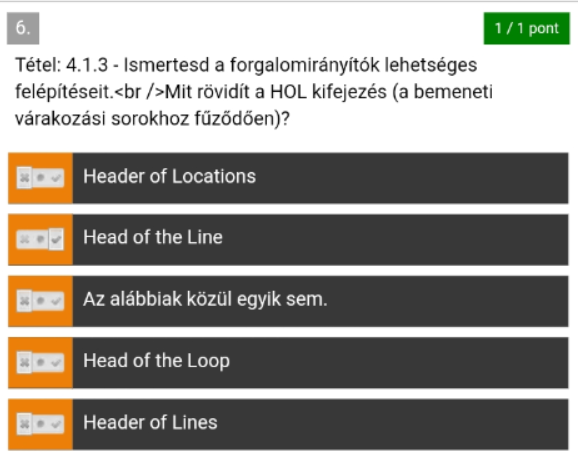 6.
1 / 1 pont
Tétel: 4.1.3 - Ismertesd a forgalomirányítók lehetséges
felépítéseit.<br />Mit rövidít a HOL kifejezés (a bemeneti
várakozási sorokhoz fűződően)?
Header of Locations
Head of the Line
Az alábbiak közül egyik sem.
Head of the Loop
Header of Lines